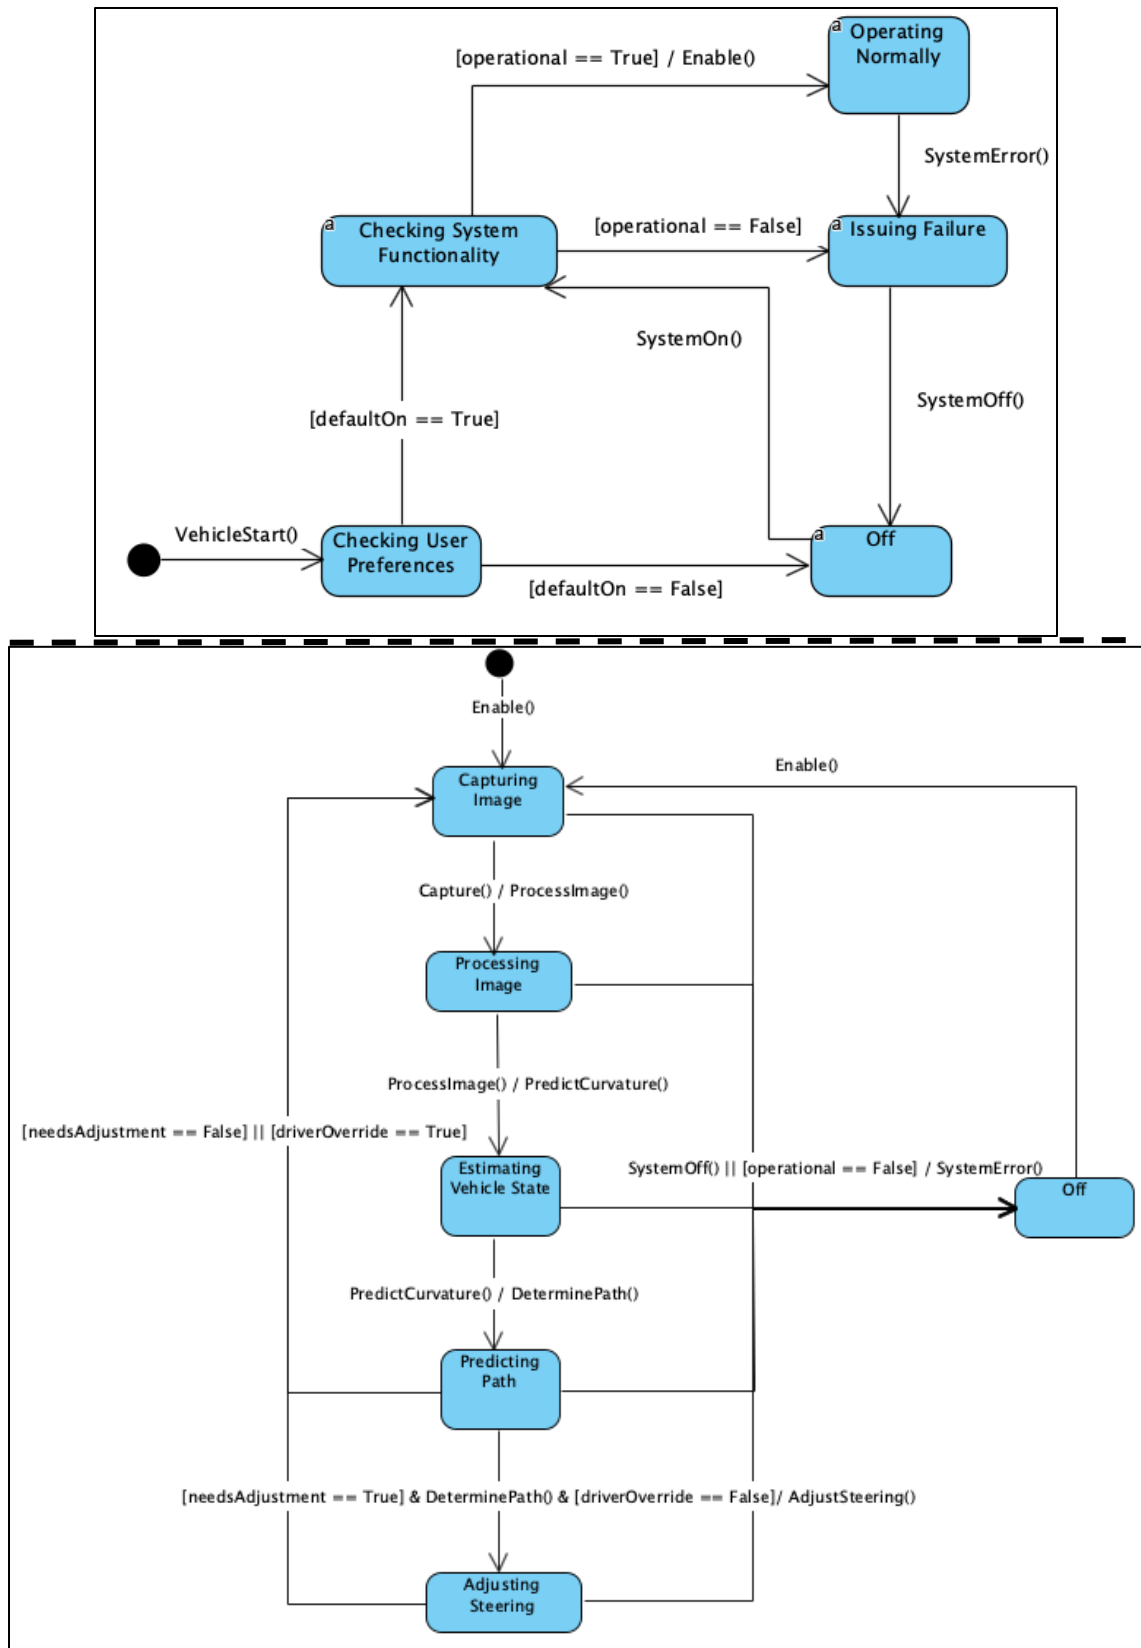 a Operating
Normally
[operational == True] / Enable()
SystemError()
a Checking System
Functionality
[operational == False]
a Issuing Failure
SystemOn()
SystemOff()
[defaultOn == True]
VehicleStart()
Checking User
Preferences
a Off
[defaultOn == False]
Enable()
Enable()
Capturing
Image
Capture() / ProcessImage()
Processing
Image
ProcessImage() / PredictCurvature()
[needsAdjustment == False] || [driverOverride == True]
Estimating
Vehicle State
SystemOff() || [operational == False] / SystemError()
Off
PredictCurvature() / DeterminePath()
Predicting
Path
[needsAdjustment == True] & DeterminePath() & [driverOverride == False]/ AdjustSteering()
Adjusting
Steering